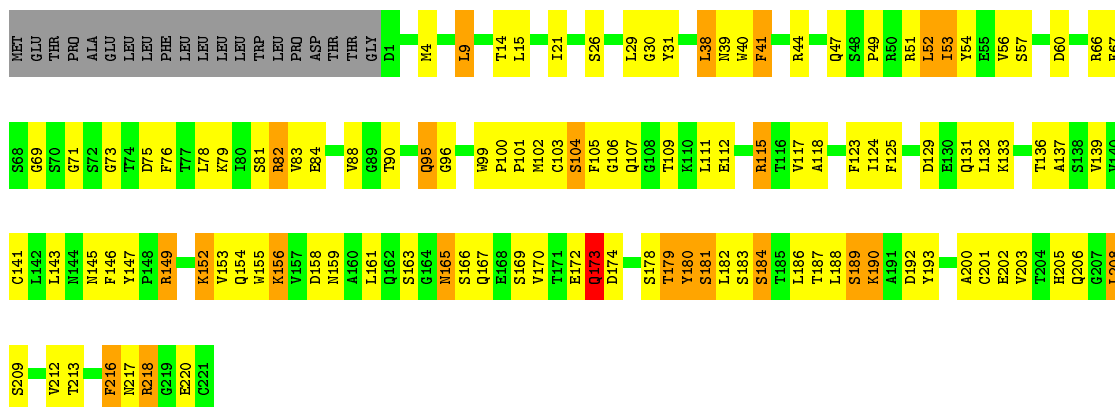 MET GLU THR PRO ALA GLU LEU LEU PHE LEU LEU LEU LEU TRP LEU PRO ASP THR THR GLY D1 M4 L9 T14 L15 I21 S26 L29 G30 Y31 L38 N39 W40 F41 R44 Q47 S48 P49 R50 R51 L52 I53 Y54 E55 V56 S57 D60 R66
S68 G69 S70 G71 S72 G73 T74 D75 F76 T77 L78 K79 I80 S81 R82 V83 E84 V88 G89 T90 Q95 G96 W99 P100 P101 M102 C103 S104 F105 G106 Q107 G108 T109 K110 L111 E112 R115 T116 V117 A118 F123 I124 F125 D129 E130 Q131 L132 K133 T136 A137 S138 V139
C141 L142 L143 N144 N145 F146 Y147 P148 R149 K152 V153 Q154 W155 K156 V157 D158 N159 A160 L161 Q162 S163 G164 N165 S166 Q167 E168 S169 V170 T171 E172 Q173 D174 S178 T179 Y180 S181 L182 S183 S184 T185 L186 T187 L188 S189 K190 A191 D192 Y193 A200 C201 E202 V203 T204 H205 Q206 G207
S209 V212 T213 F216 N217 R218 G219 E220 C221